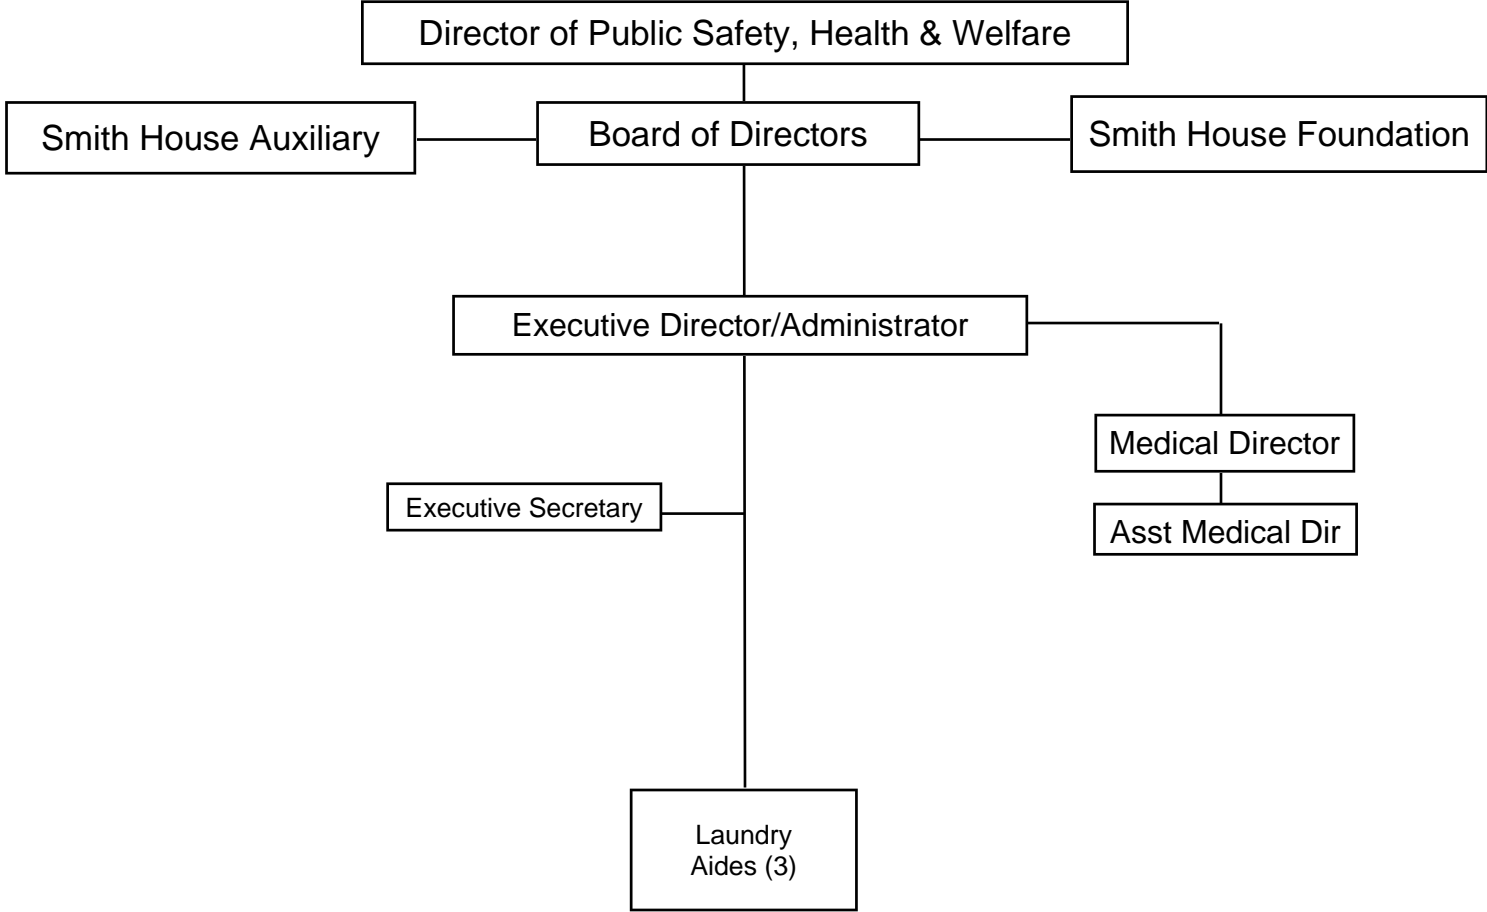 Director of Public Safety, Health & Welfare
Smith House Auxiliary
Board of Directors
Smith House Foundation
Executive Director/Administrator
Medical Director
Executive Secretary
Asst Medical Dir
Laundry
Aides (3)